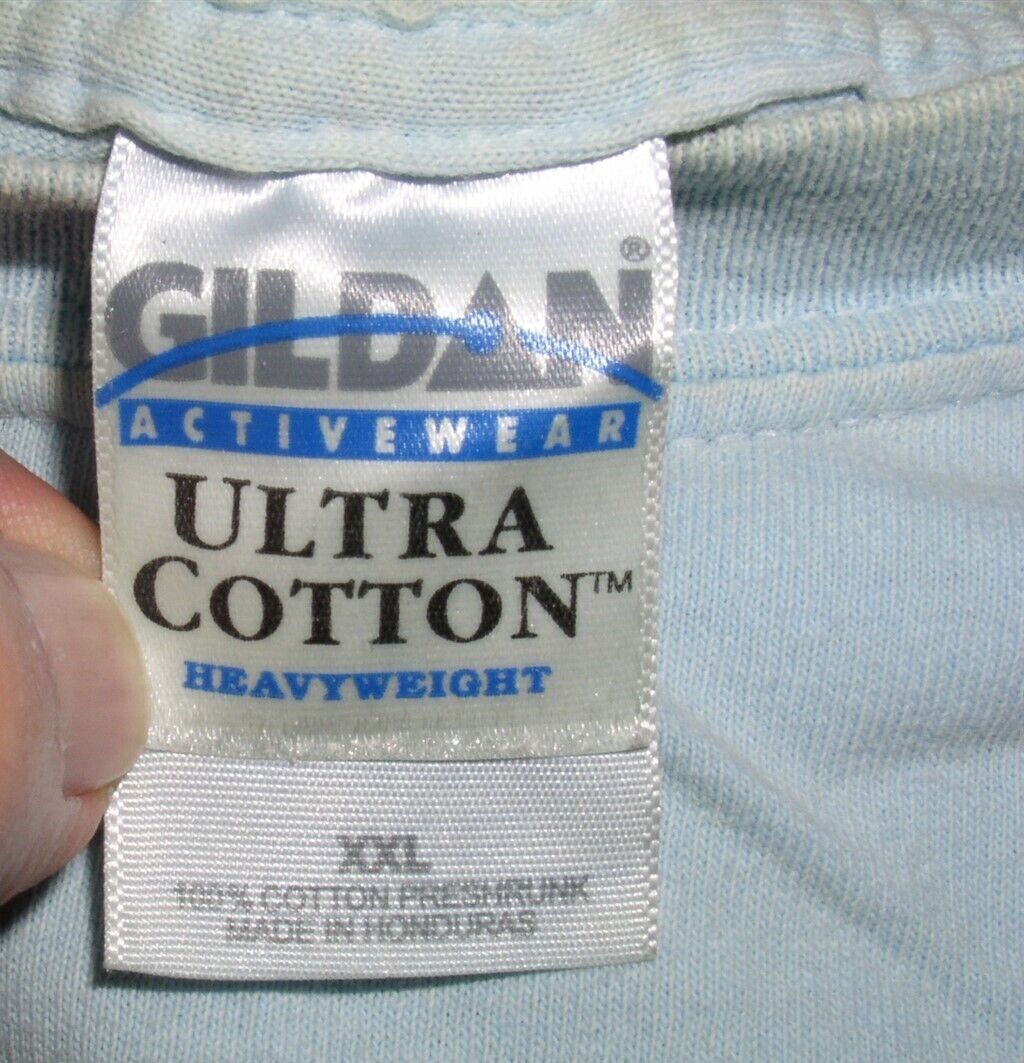 GILDAN®
ACTIVEWEAR
ULTRA
COTTON™
HEAVYWEIGHT
XXL
100% COTTON PRESHRUNK
MADE IN HONDURAS